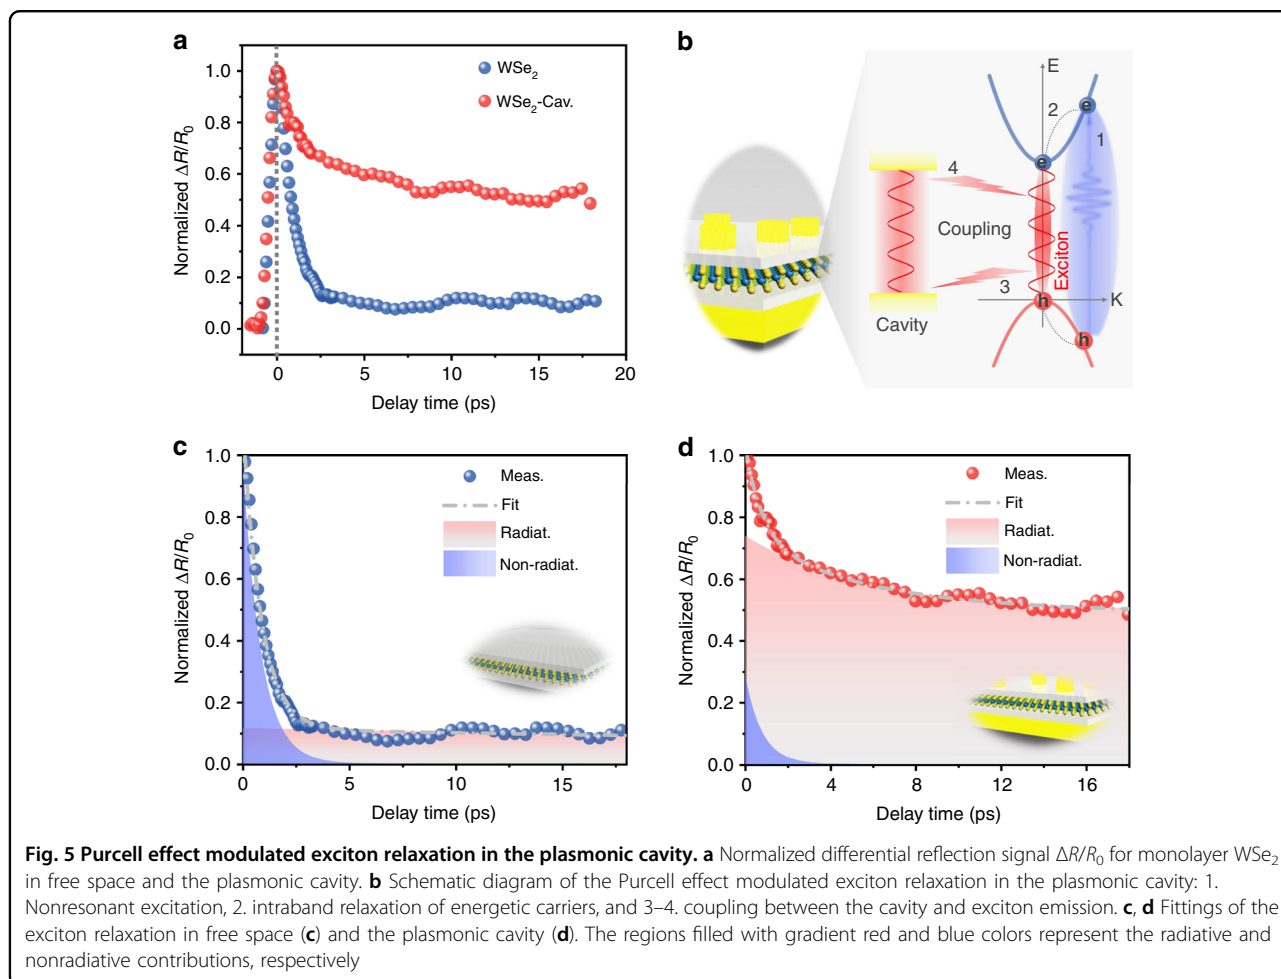 a
Normalized ΔR/R0
1.0
0.8
0.6
0.4
0.2
0.0
WSe2
WSe2-Cav.
0
5
10
15
20
Delay time (ps)
b
E
2
e
1
e
4
Coupling
Exciton
3
h
K
Cavity
h
c
Normalized ΔR/R0
1.0
0.8
0.6
0.4
0.2
0.0
Meas.
Fit
Radiat.
Non-radiat.
0
5
10
15
Delay time (ps)
d
Normalized ΔR/R0
1.0
0.8
0.6
0.4
0.2
0.0
Meas.
Fit
Radiat.
Non-radiat.
0
4
8
12
16
Delay time (ps)
Fig. 5 Purcell effect modulated exciton relaxation in the plasmonic cavity. a Normalized differential reflection signal ΔR/R0 for monolayer WSe2
in free space and the plasmonic cavity. b Schematic diagram of the Purcell effect modulated exciton relaxation in the plasmonic cavity: 1.
Nonresonant excitation, 2. intraband relaxation of energetic carriers, and 3–4. coupling between the cavity and exciton emission. c, d Fittings of the
exciton relaxation in free space (c) and the plasmonic cavity (d). The regions filled with gradient red and blue colors represent the radiative and
nonradiative contributions, respectively